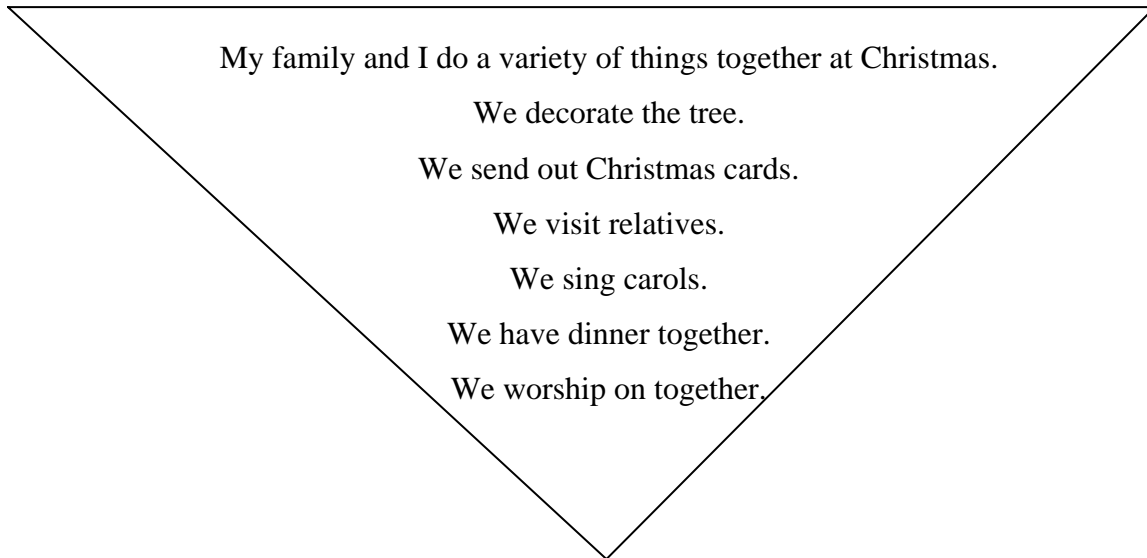 My family and I do a variety of things together at Christmas.
We decorate the tree.
We send out Christmas cards.
We visit relatives.
We sing carols.
We have dinner together.
We worship on together.